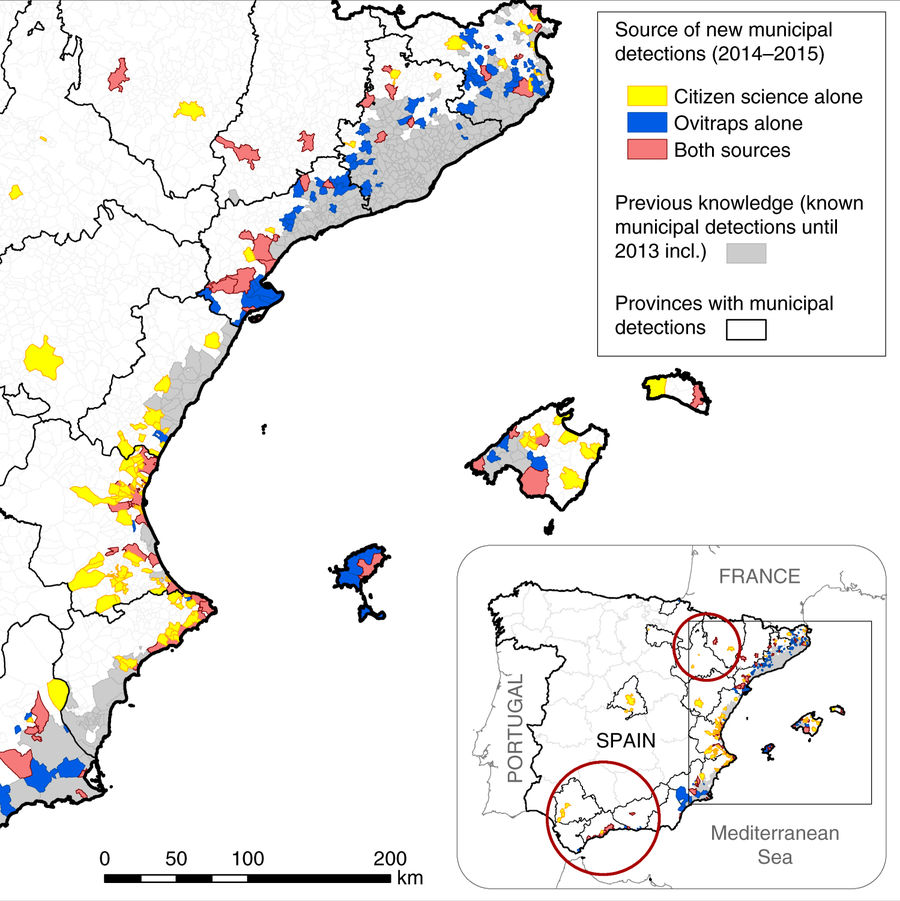 Source of new municipal
detections (2014–2015)
Citizen science alone
Ovitraps alone
Both sources
Previous knowledge (known
municipal detections until
2013 incl.)
Provinces with municipal
detections
FRANCE
PORTUGAL
SPAIN
Mediterranean
Sea
0 50 100 200
km